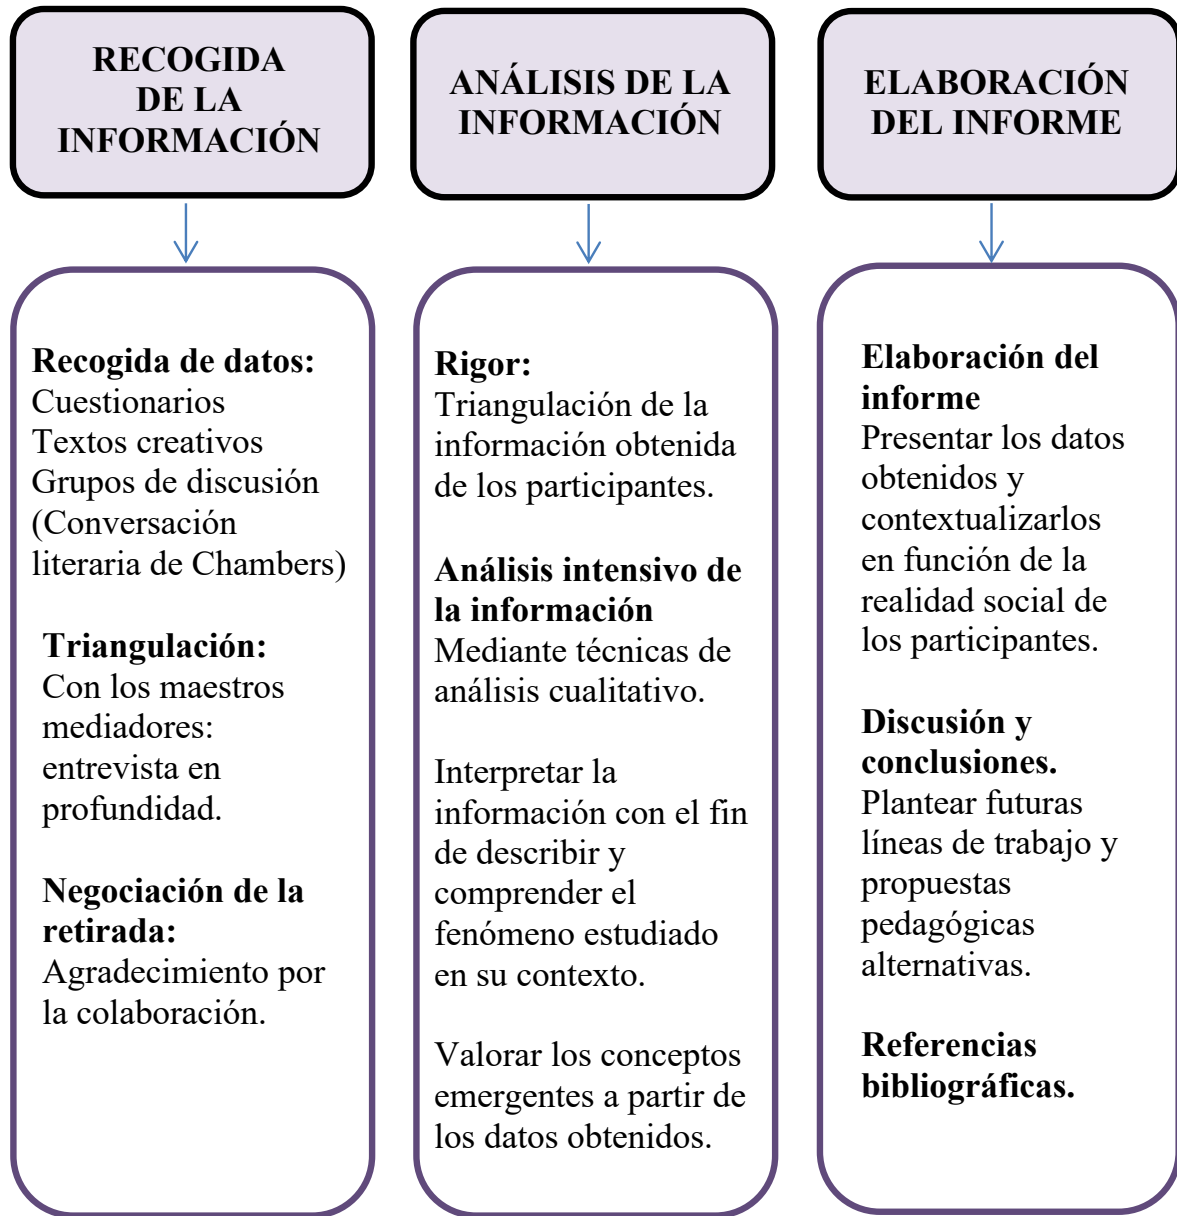 RECOGIDA
DE LA
INFORMACIÓN
Recogida de datos:
Cuestionarios
Textos creativos
Grupos de discusión
(Conversación
literaria de Chambers)
Triangulación:
Con los maestros
mediadores:
entrevista en
profundidad.
Negociación de la
retirada:
Agradecimiento por
la colaboración.
ANÁLISIS DE LA
INFORMACIÓN
Rigor:
Triangulación de la
información obtenida
de los participantes.
Análisis intensivo de
la información
Mediante técnicas de
análisis cualitativo.
Interpretar la
información con el fin
de describir y
comprender el
fenómeno estudiado
en su contexto.
Valorar los conceptos
emergentes a partir de
los datos obtenidos.
ELABORACIÓN
DEL INFORME
Elaboración del
informe
Presentar los datos
obtenidos y
contextualizarlos
en función de la
realidad social de
los participantes.
Discusión y
conclusiones.
Plantear futuras
líneas de trabajo y
propuestas
pedagógicas
alternativas.
Referencias
bibliográficas.